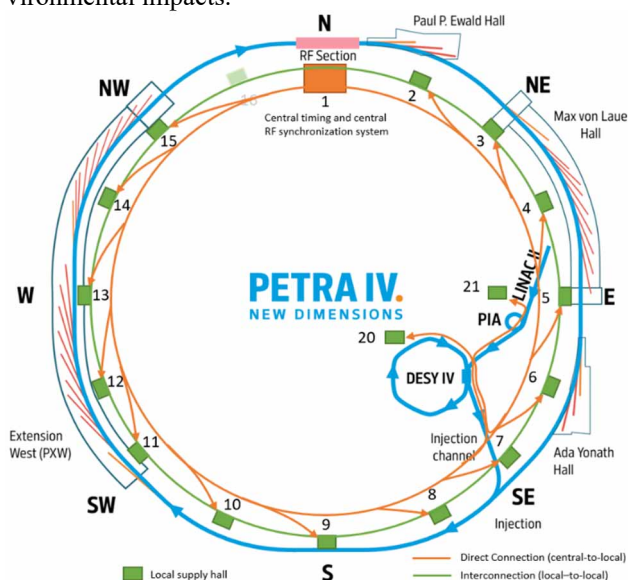 vironmental impacts.
N
Paul P. Ewald Hall
RF Section
NW
NE
16
1
2
Central timing and central
RF synchronization system
Max von Laue
Hall
15
3
14
4
W
13
PETRA IV.
NEW DIMENSIONS
21
LINAC II
5
E
PIA
20
DESY IV
12
6
Extension
West (PXW)
11
Injection
channel
7
Ada Yonath
Hall
SW
10
9
8
SE
Injection
S
Local supply hall
Direct Connection (central-to-local)
Interconnection (local–to-local)